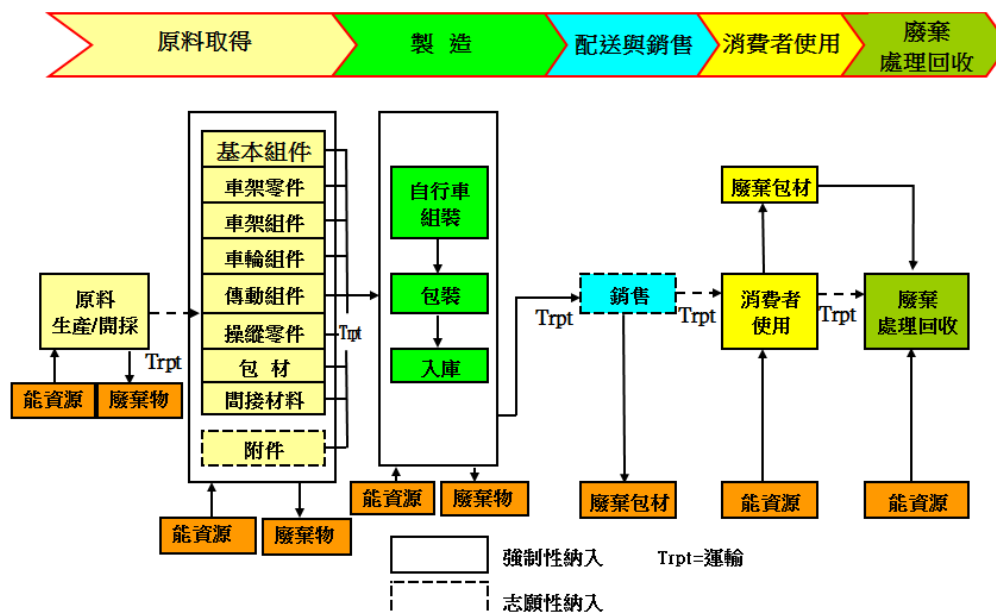 原料取得
製 造
配送與銷售
消費者使用
廢棄
處理回收
原料
生產/開採
Trpt
能資源
廢棄物
基本組件
車架零件
車架組件
車輪組件
傳動組件
操縱零件
包 材
間接材料
附件
Trpt
能資源
廢棄物
自行車
組裝
包裝
入庫
能資源
廢棄物
Trpt
銷售
廢棄包材
Trpt
廢棄包材
消費者
使用
能資源
Trpt
廢棄
處理回收
能資源
強制性納入
Trpt=運輸
志願性納入